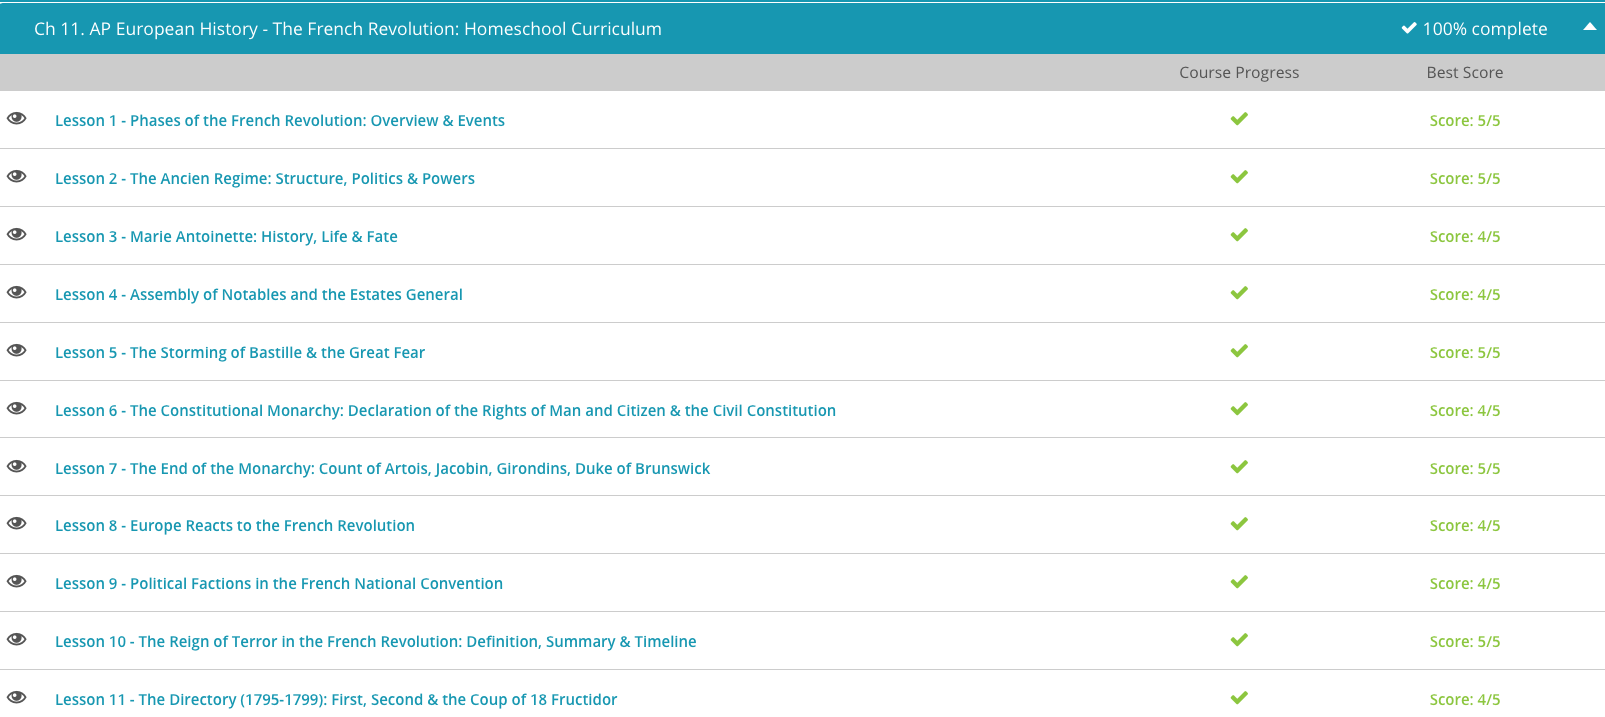 Ch 11. AP European History - The French Revolution: Homeschool Curriculum 100% complete
Course Progress Best Score
Lesson 1 - Phases of the French Revolution: Overview & Events Score: 5/5
Lesson 2 - The Ancien Regime: Structure, Politics & Powers Score: 5/5
Lesson 3 - Marie Antoinette: History, Life & Fate Score: 4/5
Lesson 4 - Assembly of Notables and the Estates General Score: 4/5
Lesson 5 - The Storming of Bastille & the Great Fear Score: 5/5
Lesson 6 - The Constitutional Monarchy: Declaration of the Rights of Man and Citizen & the Civil Constitution Score: 4/5
Lesson 7 - The End of the Monarchy: Count of Artois, Jacobin, Girondins, Duke of Brunswick Score: 5/5
Lesson 8 - Europe Reacts to the French Revolution Score: 4/5
Lesson 9 - Political Factions in the French National Convention Score: 4/5
Lesson 10 - The Reign of Terror in the French Revolution: Definition, Summary & Timeline Score: 5/5
Lesson 11 - The Directory (1795-1799): First, Second & the Coup of 18 Fructidor Score: 4/5